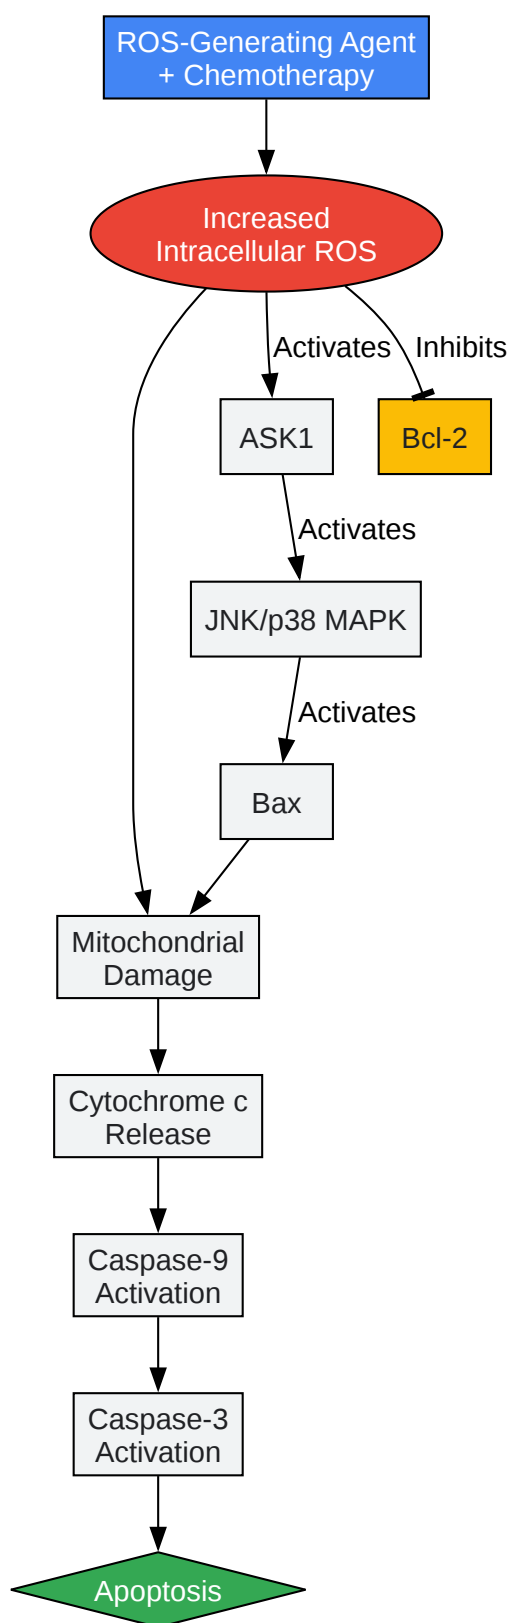 ROS-Generating Agent
+ Chemotherapy
Increased
Intracellular ROS
Activates
Inhibits
ASK1
Bcl-2
Activates
JNK/p38 MAPK
Activates
Bax
Mitochondrial
Damage
Cytochrome c
Release
Caspase-9
Activation
Caspase-3
Activation
Apoptosis